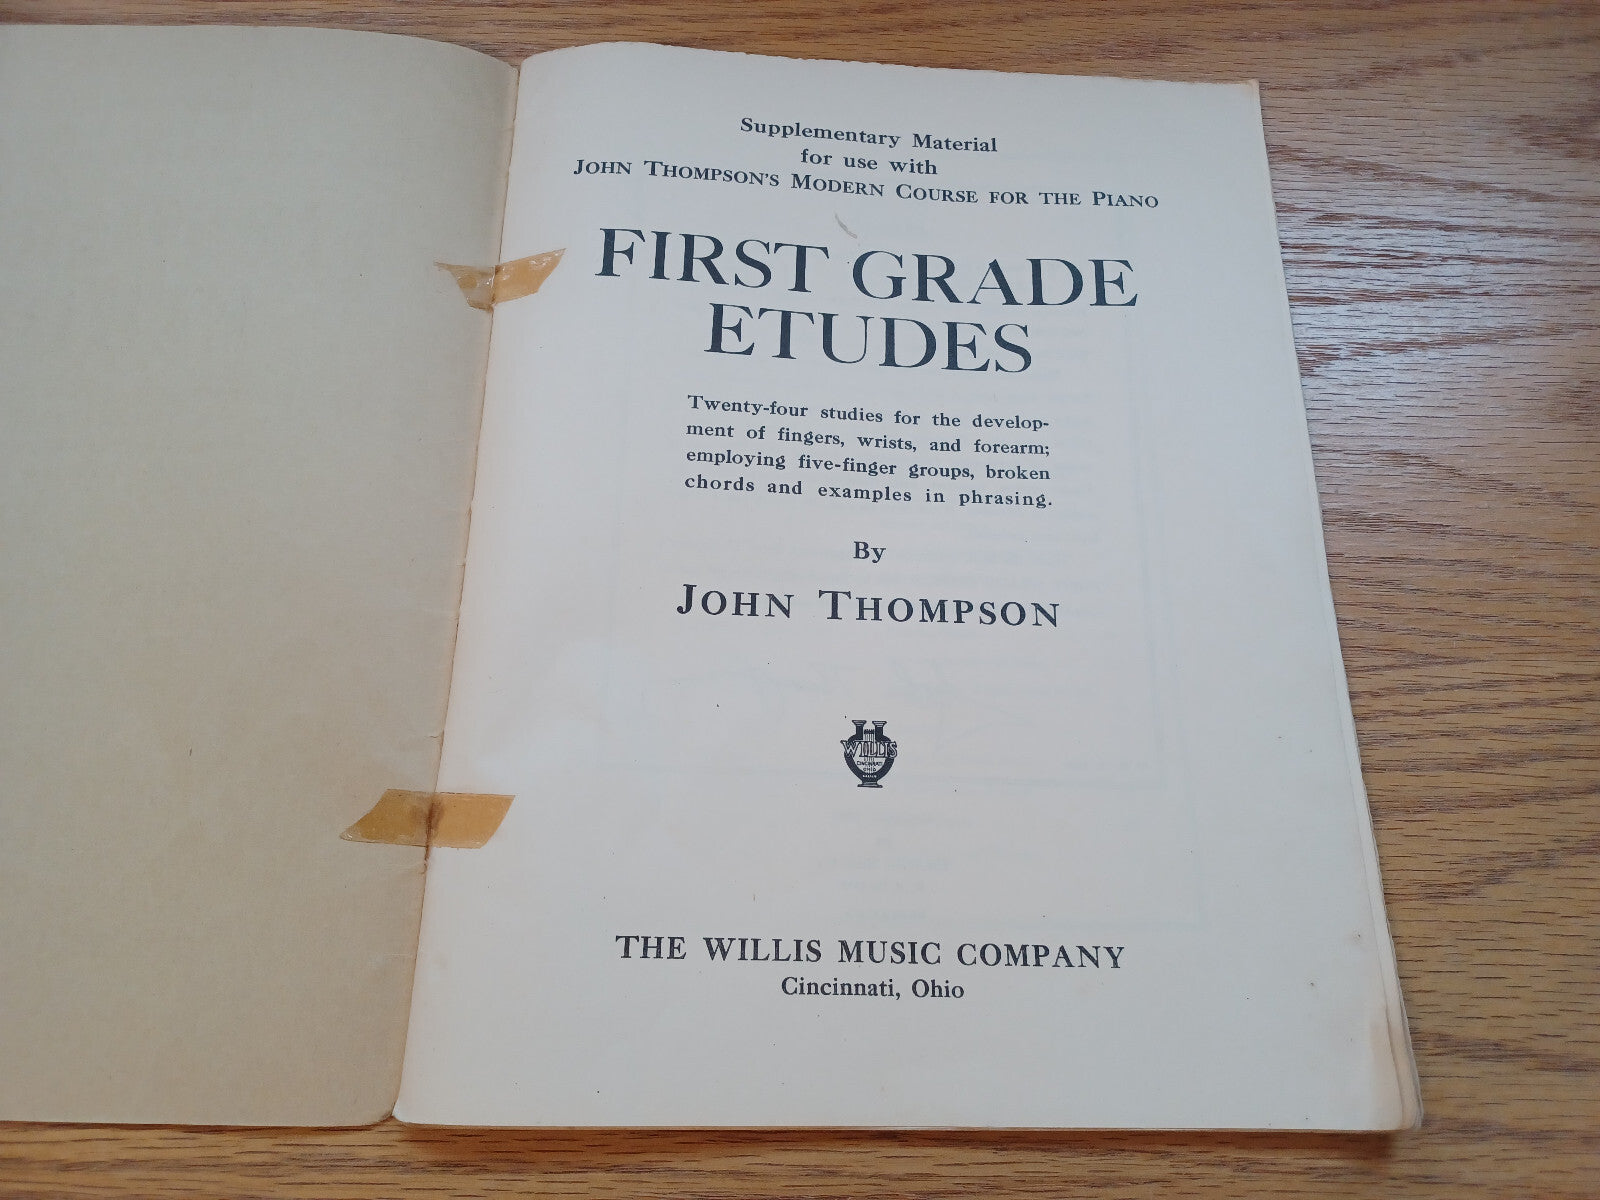 Supplementary Material
for use with
JOHN THOMPSON'S MODERN COURSE FOR THE PIANO
FIRST GRADE
ETUDES
Twenty-four studies for the develop-
ment of fingers, wrists, and forearm;
employing five-finger groups, broken
chords and examples in phrasing.
By
JOHN THOMPSON
WILLIS
CINCINNATI
OHIO
THE WILLIS MUSIC COMPANY
Cincinnati, Ohio